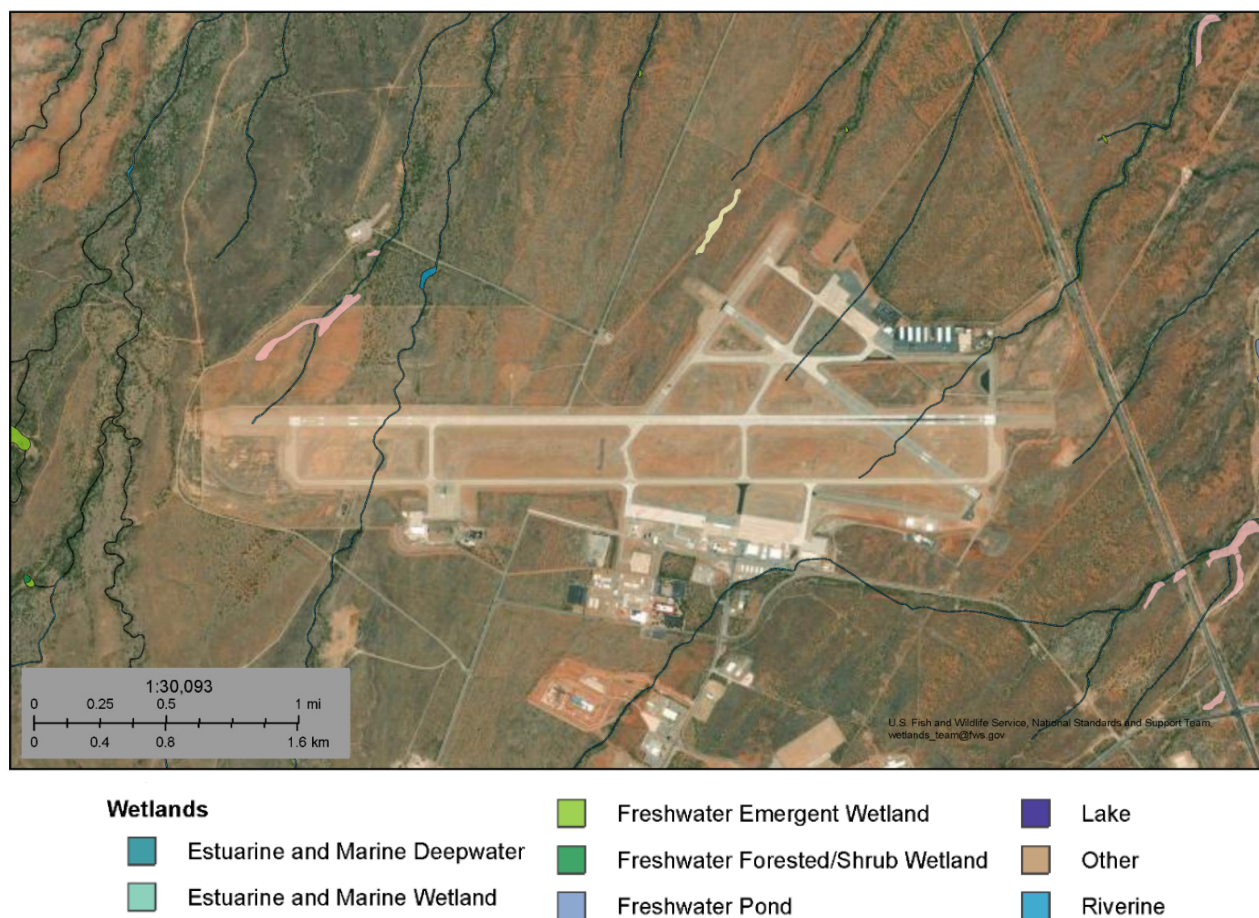 1:30,093
0 0.25 0.5 1 mi
0 0.4 0.8 1.6 km
U.S. Fish and Wildlife Service, National Standards and Support Team,
wetlands_team@fws.gov
Wetlands
Estuarine and Marine Deepwater
Estuarine and Marine Wetland
Freshwater Emergent Wetland
Freshwater Forested/Shrub Wetland
Freshwater Pond
Lake
Other
Riverine